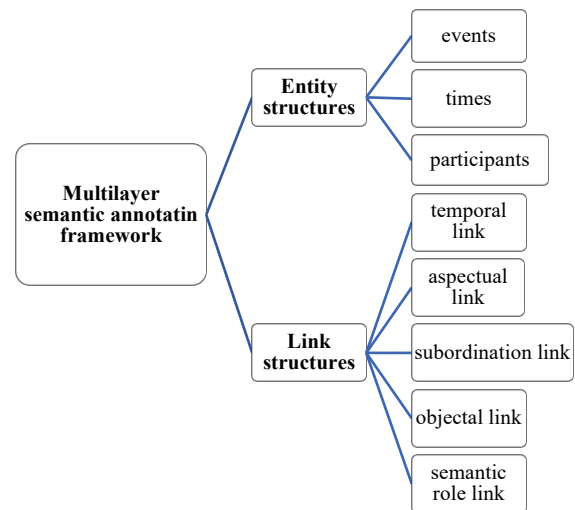 Multilayer
semantic annotatin
framework
Entity
structures
events
times
participants
Link
structures
temporal
link
aspectual
link
subordination link
objectal link
semantic
role link